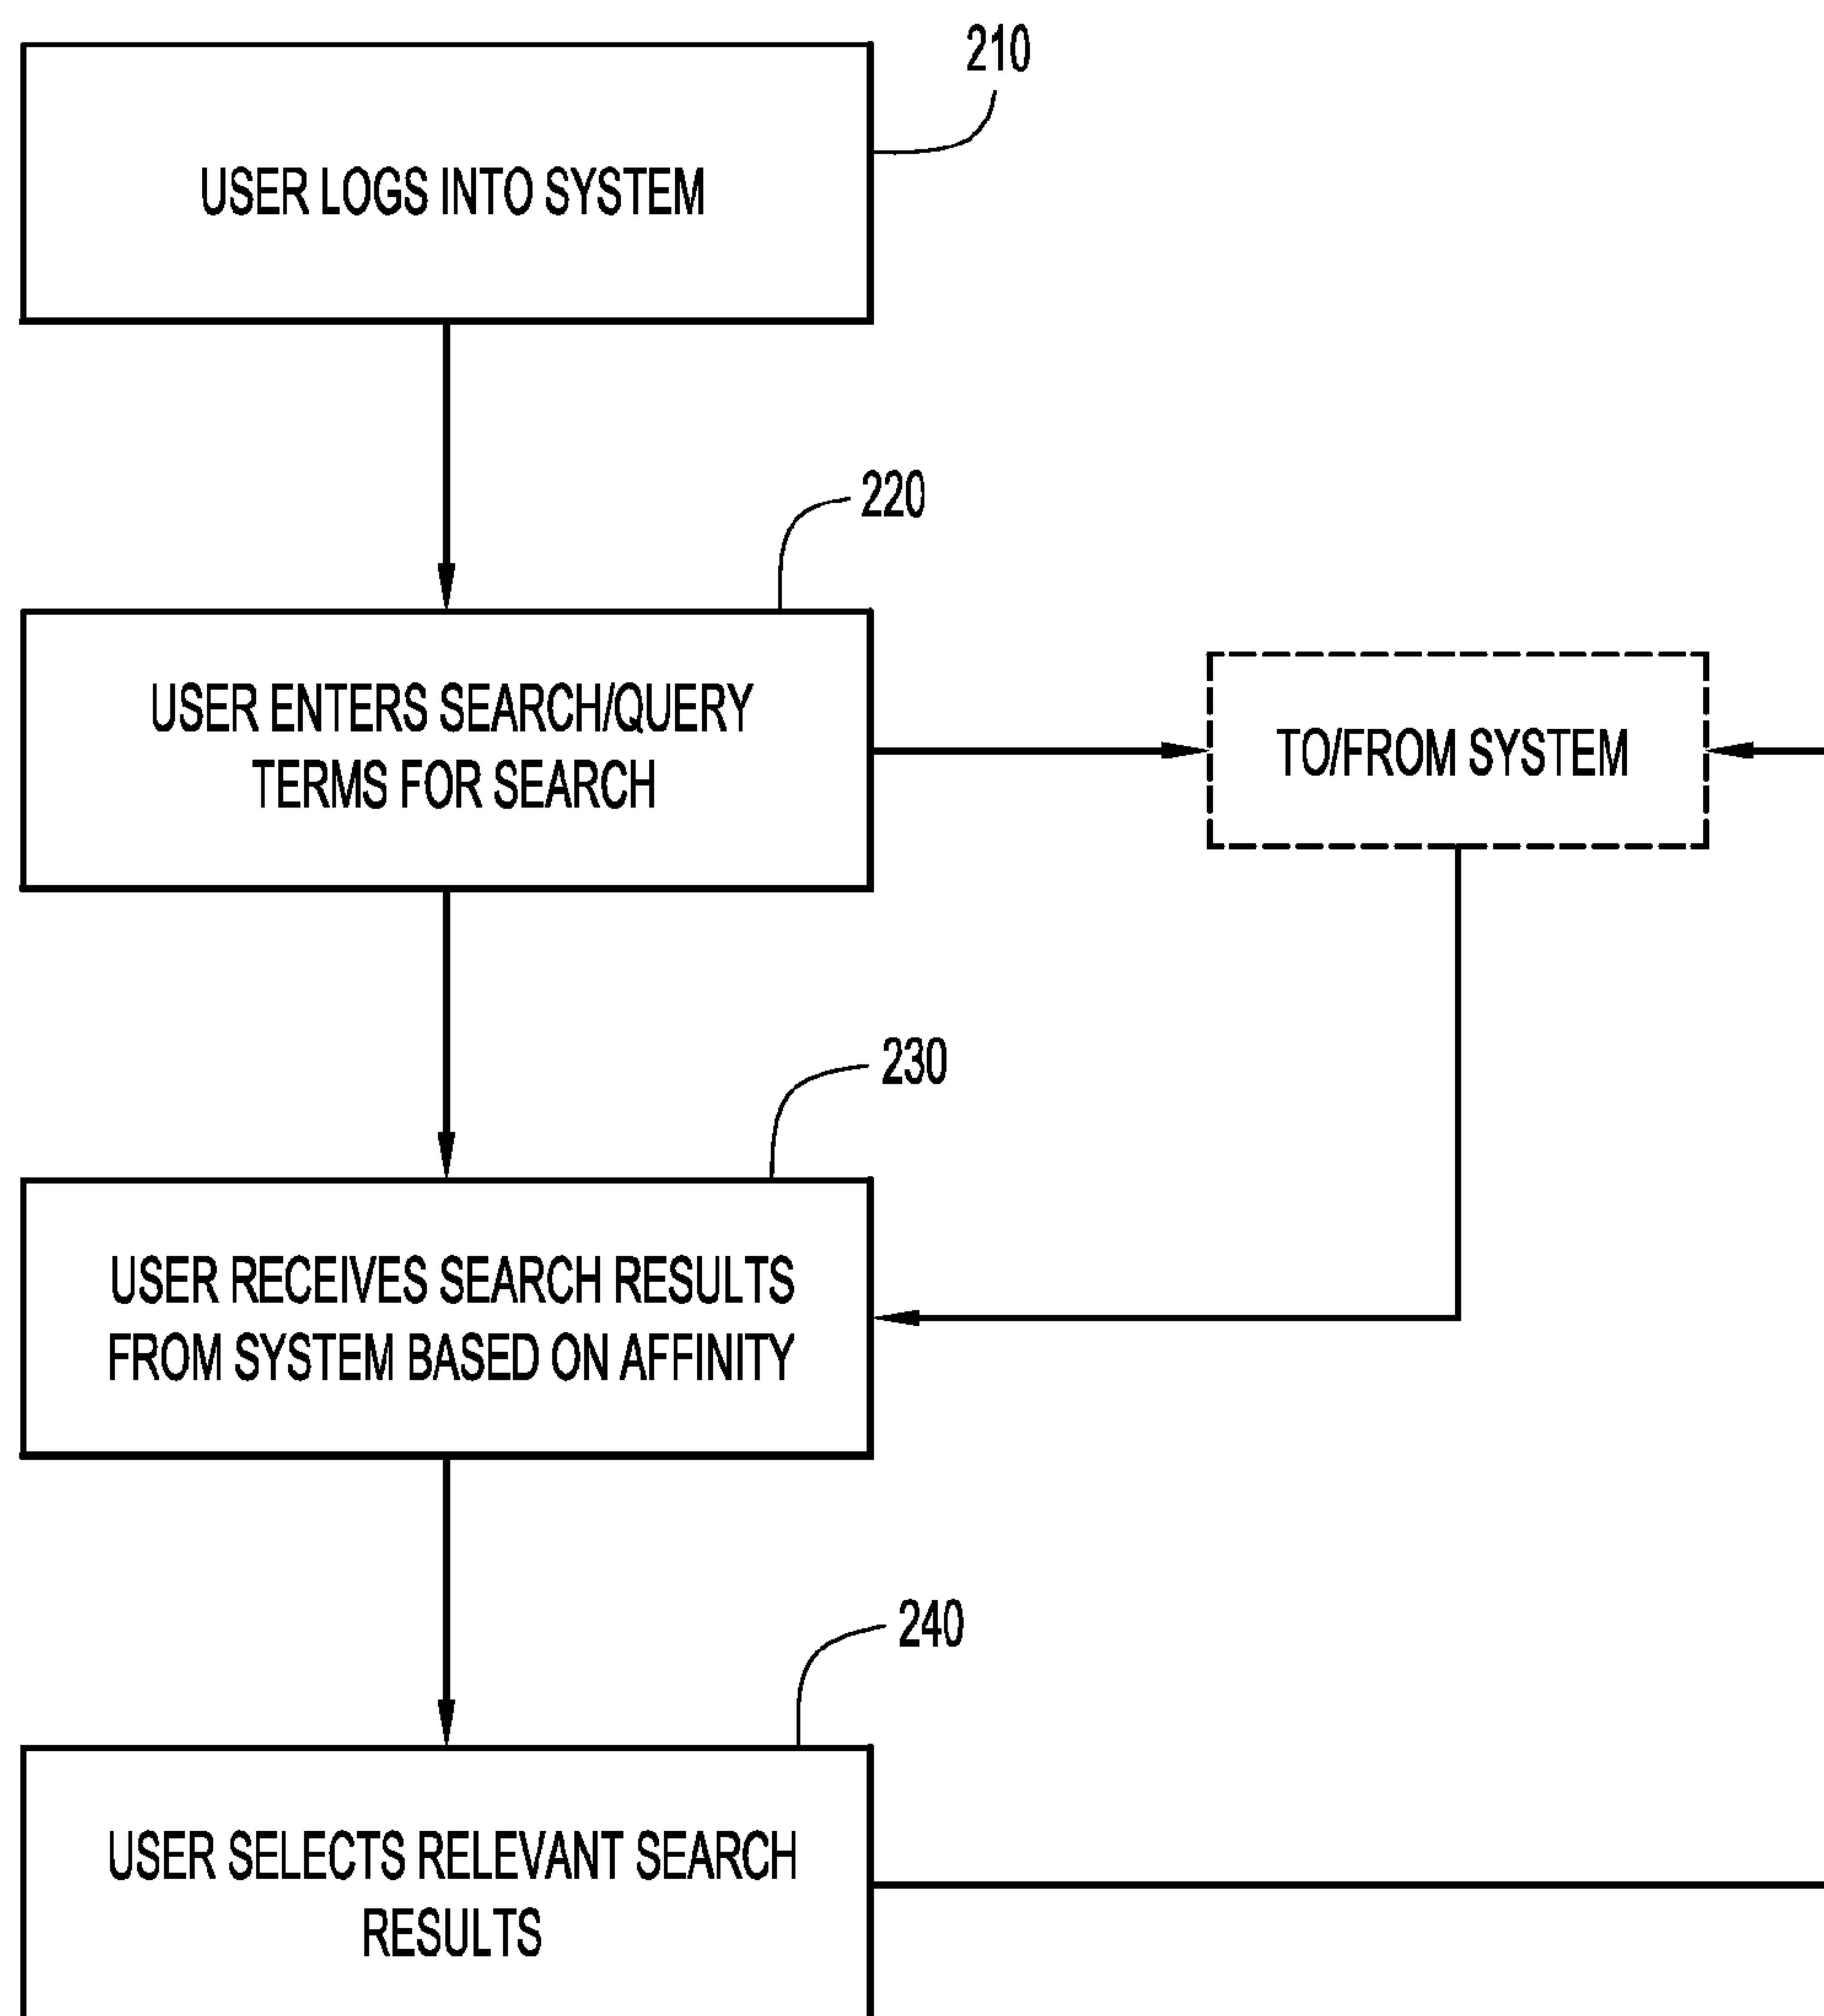 210
USER LOGS INTO SYSTEM
220
USER ENTERS SEARCH/QUERY
TERMS FOR SEARCH
TO/FROM SYSTEM
230
USER RECEIVES SEARCH RESULTS
FROM SYSTEM BASED ON AFFINITY
240
USER SELECTS RELEVANT SEARCH
RESULTS